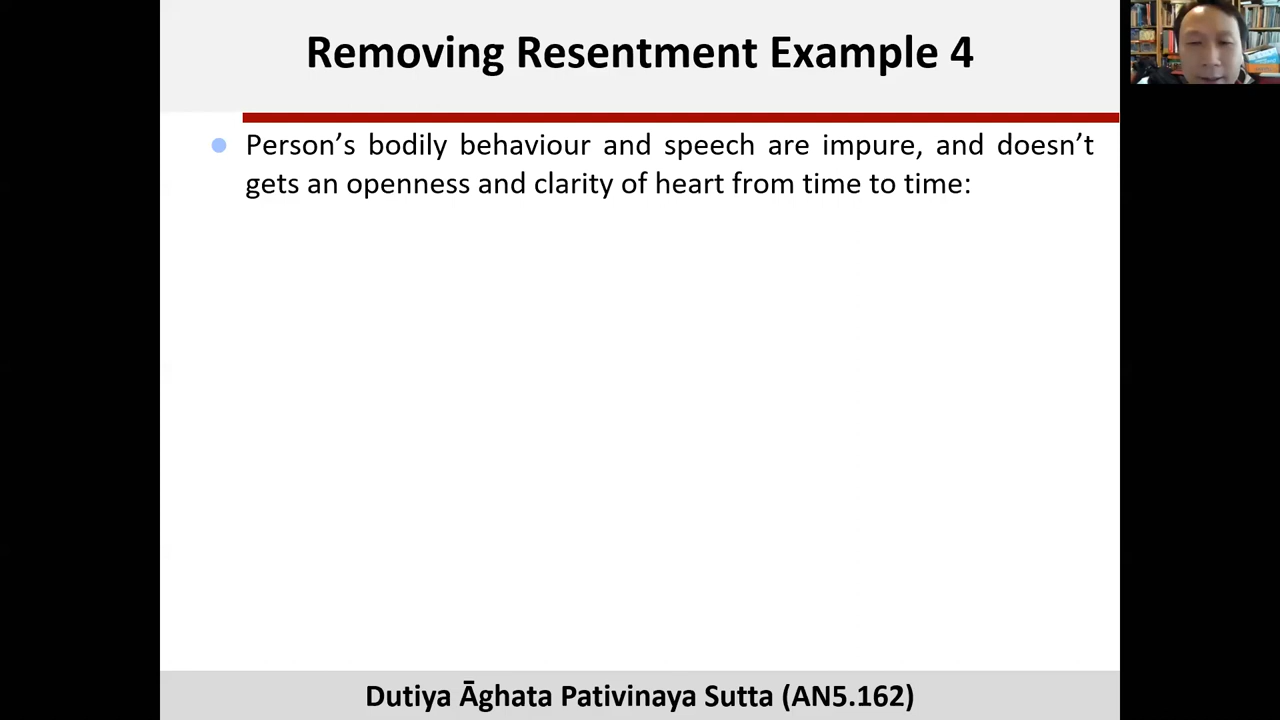 Removing Resentment Example 4
Person’s bodily behaviour and speech are impure, and doesn’t
gets an openness and clarity of heart from time to time:
Dutiya Āghata Pativinaya Sutta (AN5.162)